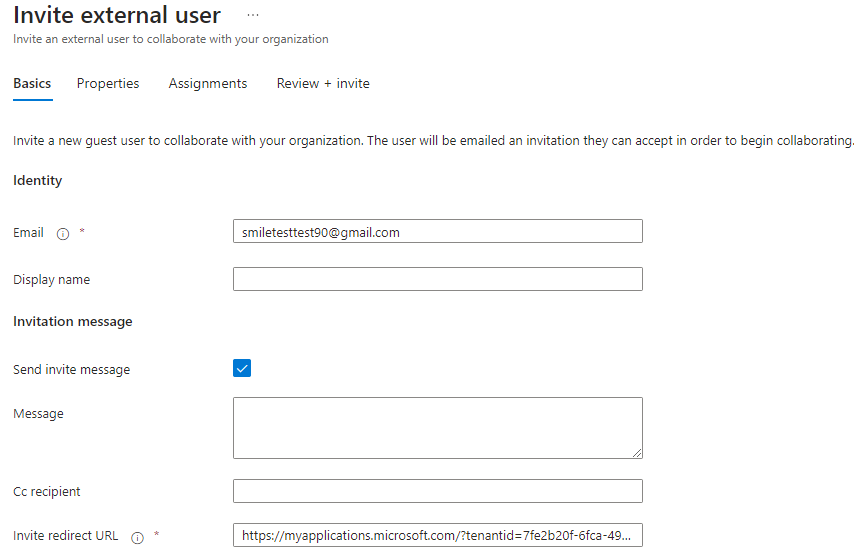 Invite external user ...
Invite an external user to collaborate with your organization
Basics Properties Assignments Review + invite
Invite a new guest user to collaborate with your organization. The user will be emailed an invitation they can accept in order to begin collaborating.
Identity
Email * smiletesttest90@gmail.com
Display name
Invitation message
Send invite message
Message
Cc recipient
Invite redirect URL * https://myapplications.microsoft.com/?tenantid=7fe2b20f-6fca-49...